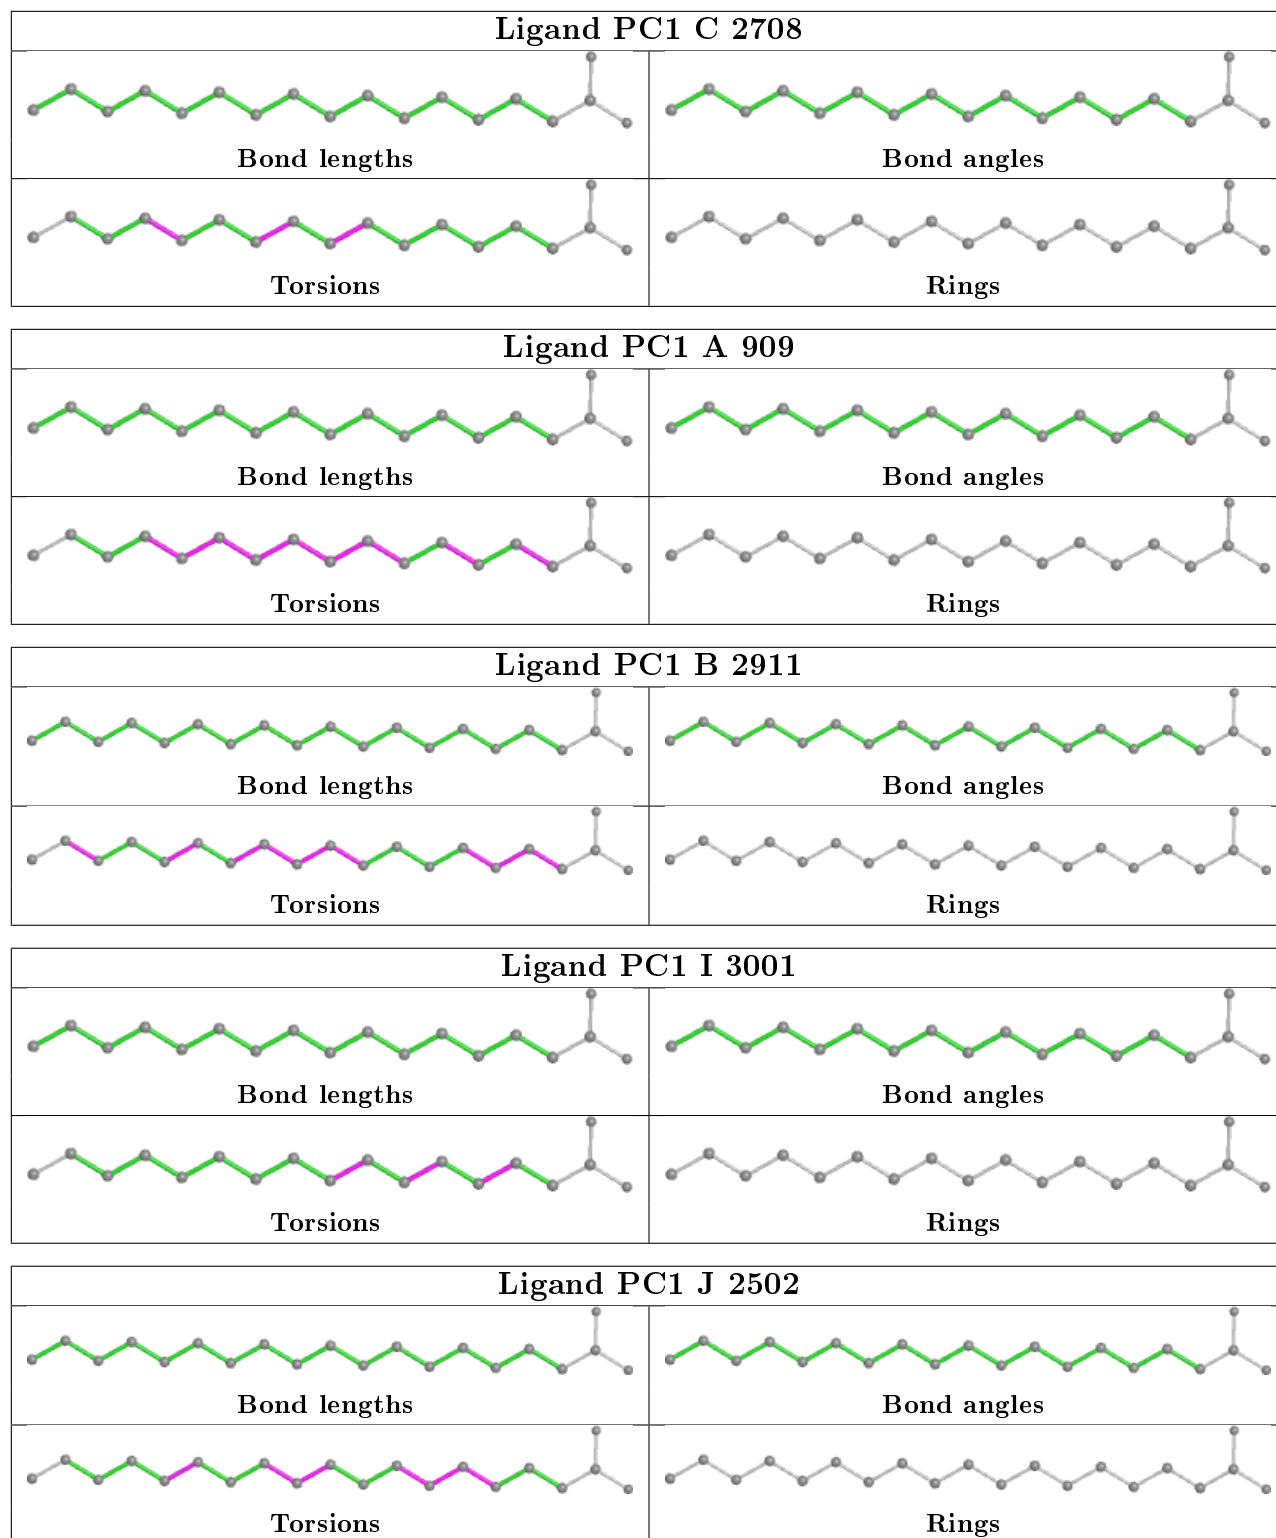 Ligand PC1 C 2708
Bond lengths
Bond angles
Torsions
Rings
Ligand PC1 A 909
Bond lengths
Bond angles
Torsions
Rings
Ligand PC1 B 2911
Bond lengths
Bond angles
Torsions
Rings
Ligand PC1 I 3001
Bond lengths
Bond angles
Torsions
Rings
Ligand PC1 J 2502
Bond lengths
Bond angles
Torsions
Rings